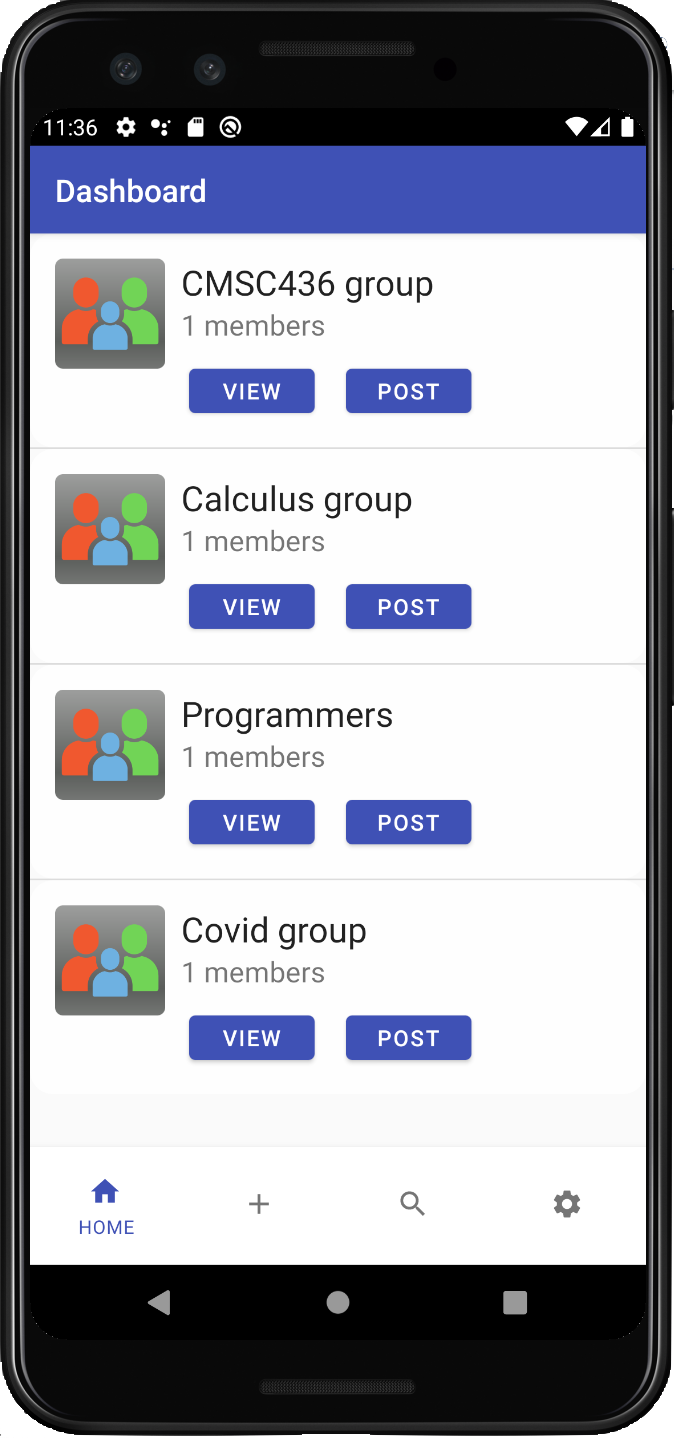 11:36
Dashboard
CMSC436 group
1 members
VIEW POST
Calculus group
1 members
VIEW POST
Programmers
1 members
VIEW POST
Covid group
1 members
VIEW POST
HOME